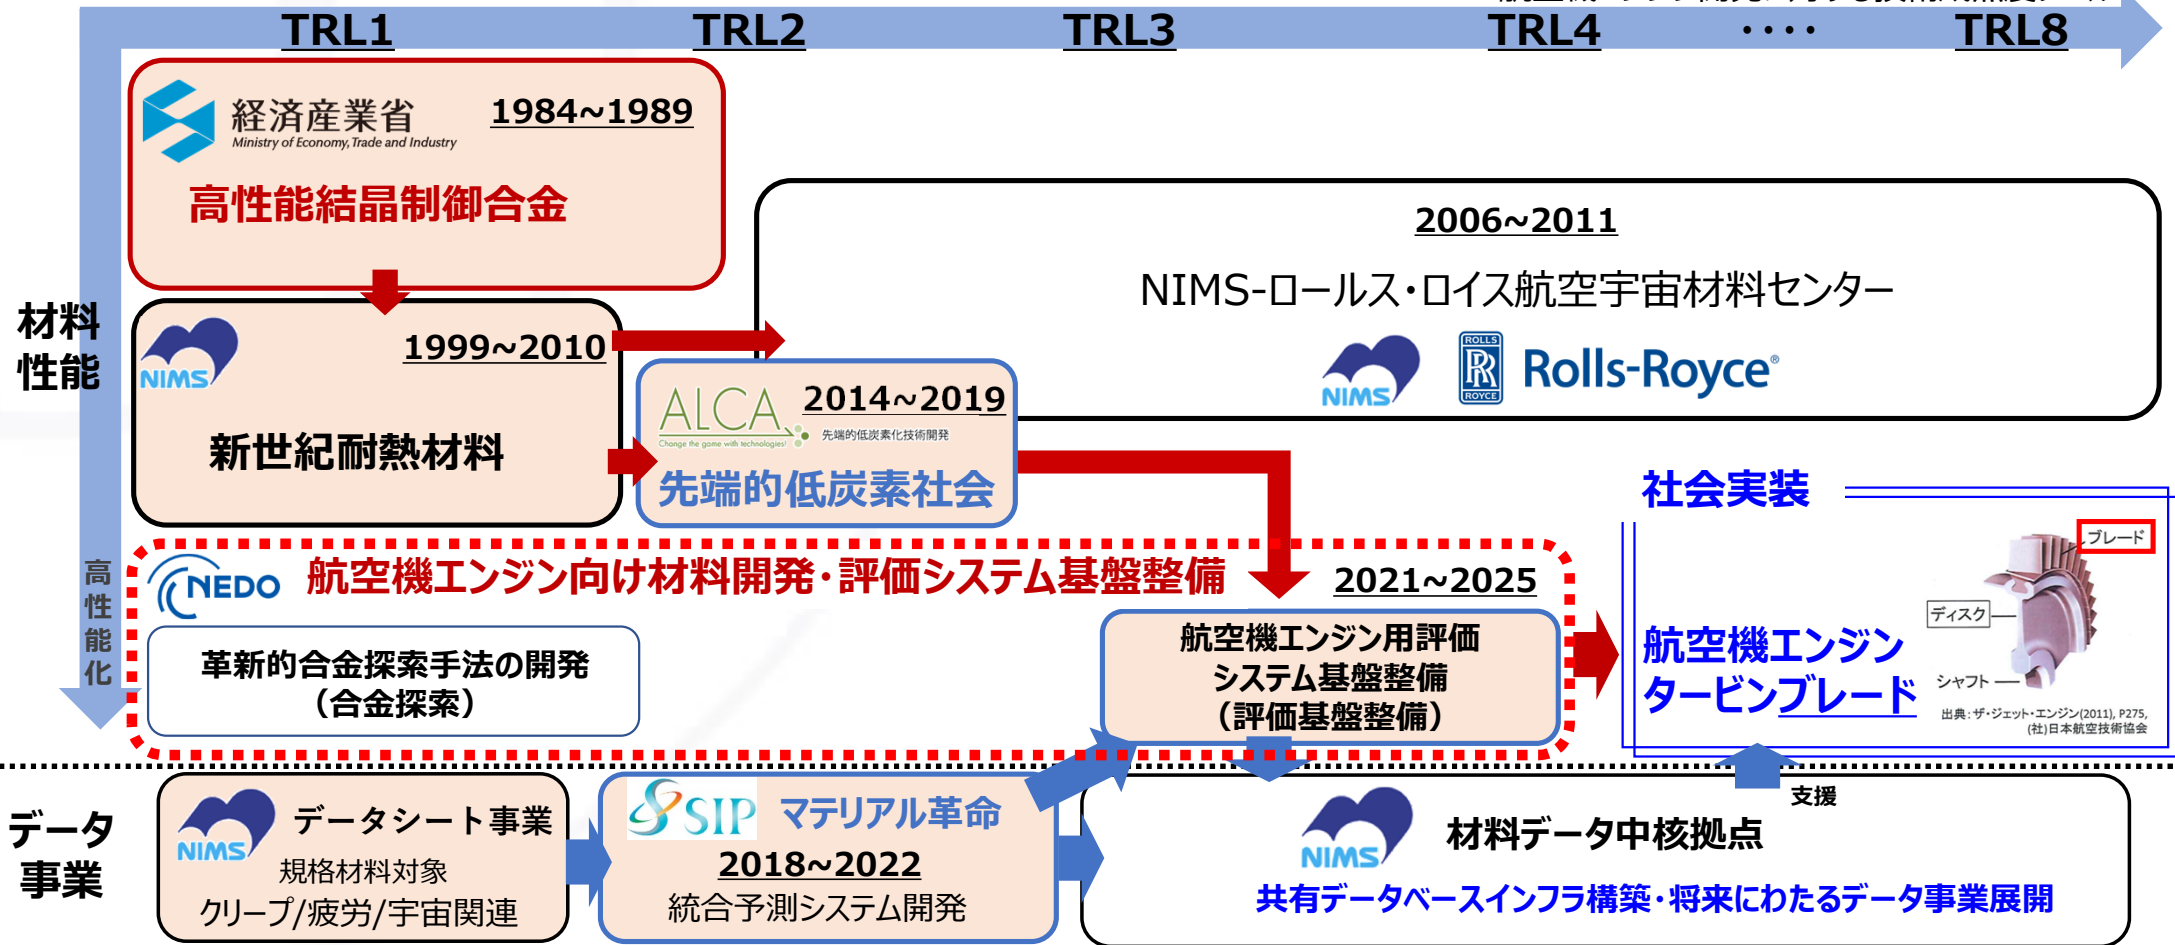 TRL1 TRL2 TRL3 TRL4 ・・・・ TRL8
経済産業省
Ministry of Economy, Trade and Industry
1984~1989
高性能結晶制御合金
2006~2011
NIMS-ロールス・ロイス航空宇宙材料センター
NIMS
ROLLS
RR
ROYCE
Rolls-Royce®
材料
性能
NIMS
1999~2010
新世紀耐熱材料
ALCA
Change the game with technologies!
先端的低炭素化技術開発
2014~2019
先端的低炭素社会
高
性
能
化
NEDO
航空機エンジン向け材料開発・評価システム基盤整備
2021~2025
革新的合金探索手法の開発
（合金探索）
航空機エンジン用評価
システム基盤整備
（評価基盤整備）
社会実装
航空機エンジン
タービンブレード
ブレード
ディスク
シャフト
出典：ザ・ジェット・エンジン(2011), P275,
(社)日本航空技術協会
データ
事業
NIMS
データシート事業
規格材料対象
クリープ/疲労/宇宙関連
SIP
マテリアル革命
2018~2022
統合予測システム開発
支援
NIMS
材料データ中核拠点
共有データベースインフラ構築・将来にわたるデータ事業展開